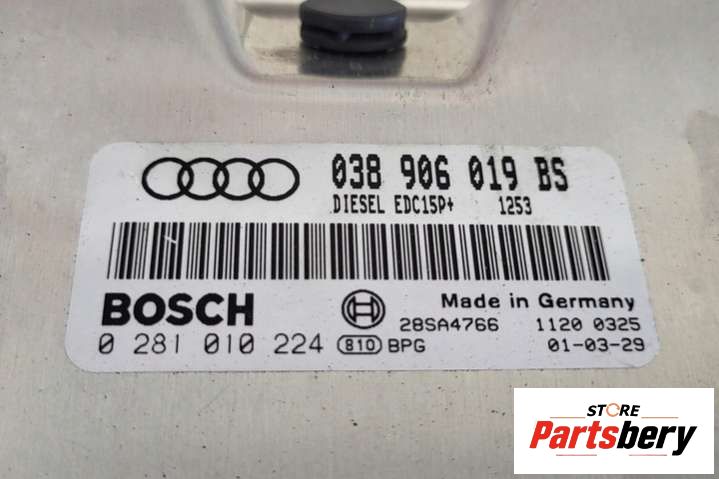 038 906 019 BS
DIESEL EDC15P+ 1253
BOSCH
Made in Germany
28SA4766 1120 0325
0 281 010 224 810 BPG 01-03-29
STORE
Partsbery